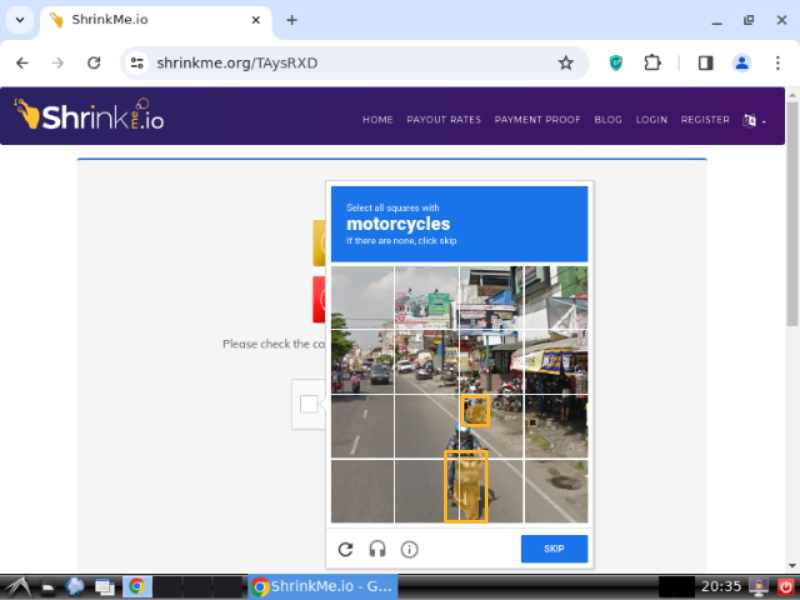 ShrinkMe.io
shrinkme.org/TAysRXD
Shrinkme.io
HOME PAYOUT RATES PAYMENT PROOF BLOG LOGIN REGISTER
Please check the ca
Select all squares with
motorcycles
If there are none, click skip
SKIP
ShrinkMe.io - G...
20:35